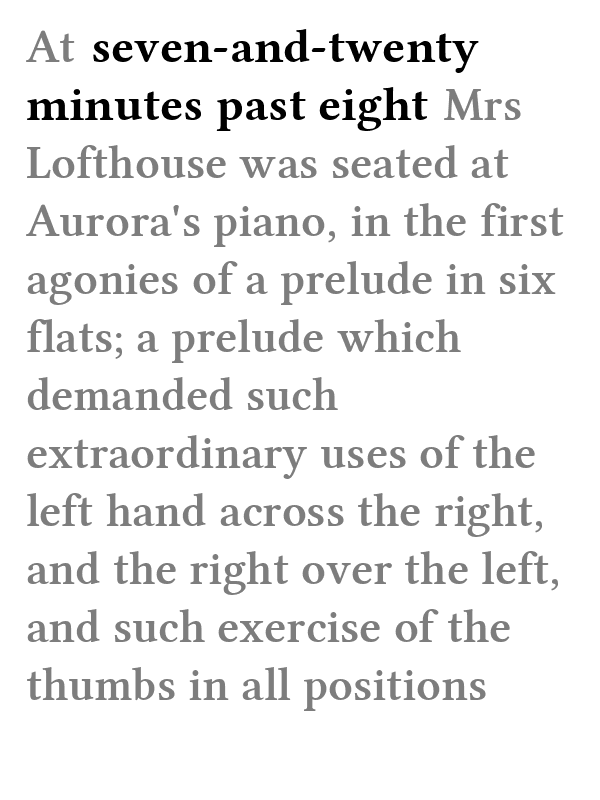 At seven-and-twenty
minutes past eight Mrs
Lofthouse was seated at
Aurora's piano, in the first
agonies of a prelude in six
flats; a prelude which
demanded such
extraordinary uses of the
left hand across the right,
and the right over the left,
and such exercise of the
thumbs in all positions